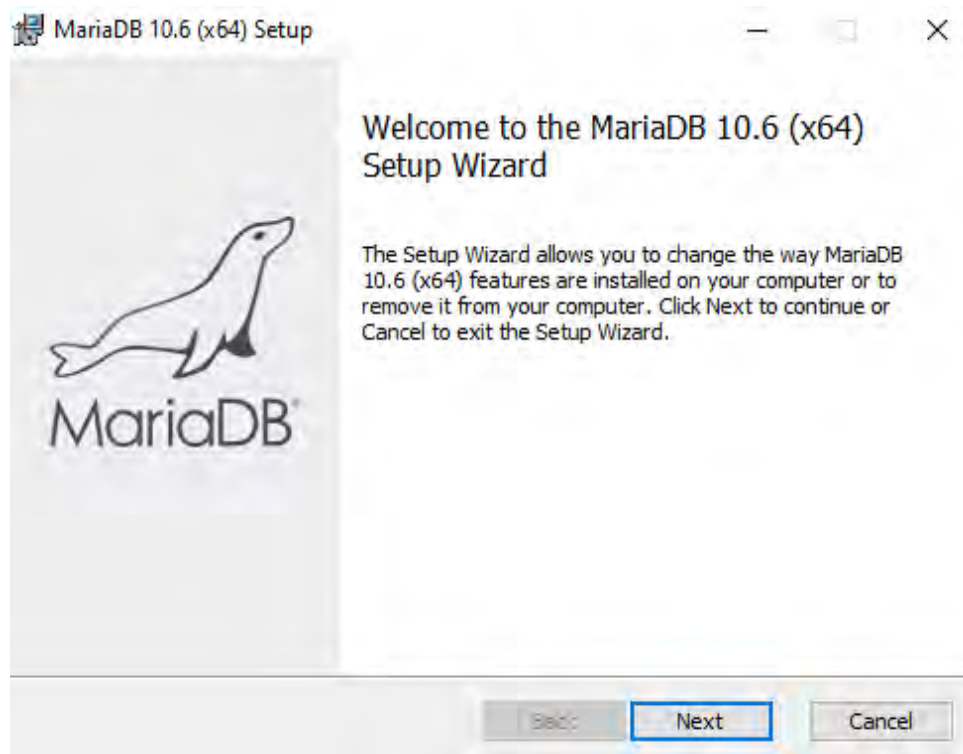 MariaDB 10.6 (x64) Setup
Welcome to the MariaDB 10.6 (x64)
Setup Wizard
The Setup Wizard allows you to change the way MariaDB
10.6 (x64) features are installed on your computer or to
remove it from your computer. Click Next to continue or
Cancel to exit the Setup Wizard.
MariaDB®
Back
Next
Cancel